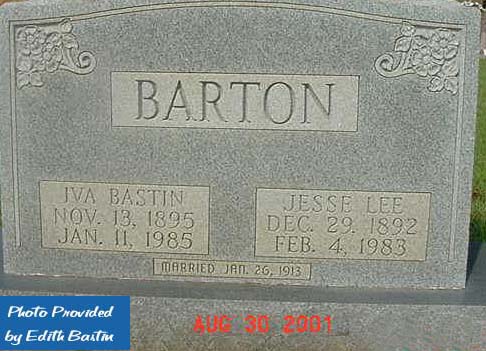 BARTON
IVA BASTIN
NOV. 13, 1895
JAN. 11, 1985
JESSE LEE
DEC. 29, 1892
FEB. 4, 1983
MARRIED JAN. 26, 1913
Photo Provided
by Edith Bastin
AUG 30 2001